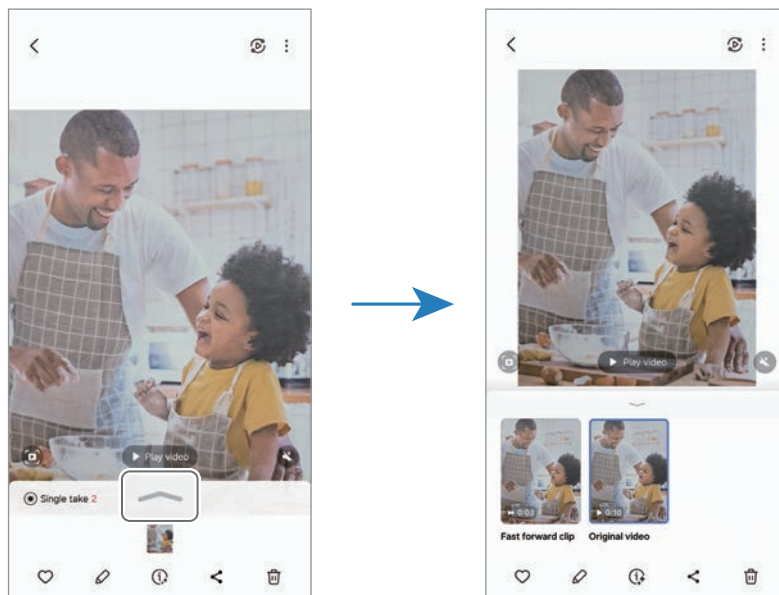 Play video
Single take 2
Play video
0:03
0:10
Fast forward clip
Original video